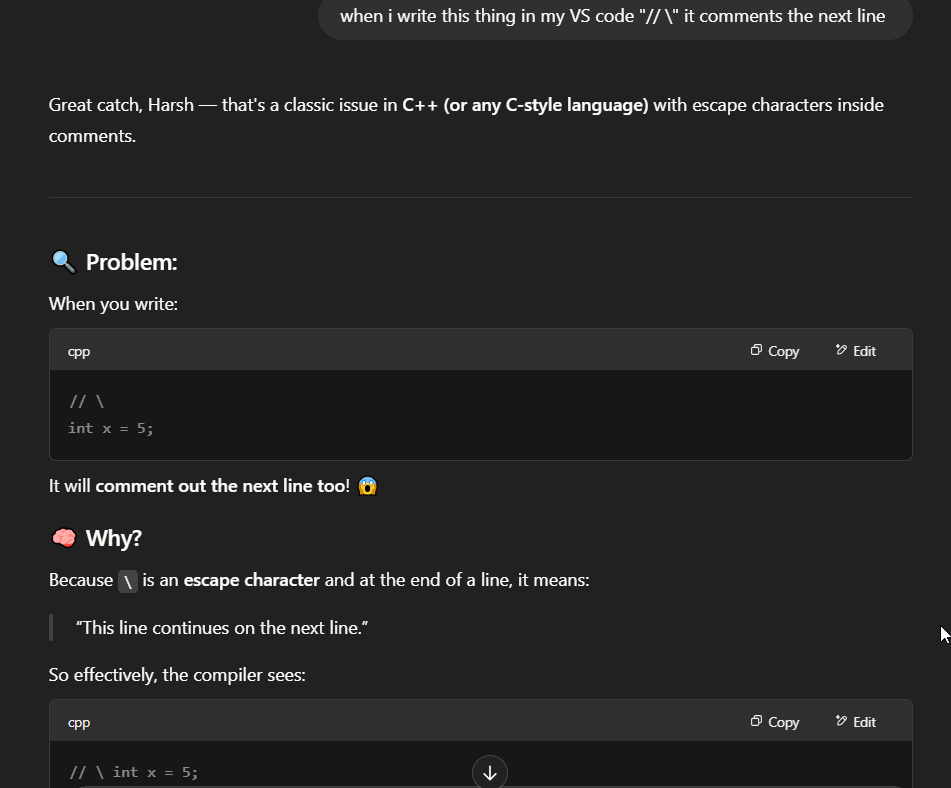 when i write this thing in my VS code "// \" it comments the next line
Great catch, Harsh — that's a classic issue in C++ (or any C-style language) with escape characters inside
comments.
🔍 Problem:
When you write:
cpp
Copy
Edit
// \
int x = 5;
It will comment out the next line too! 😱
🧠 Why?
Because \ is an escape character and at the end of a line, it means:
“This line continues on the next line.”
So effectively, the compiler sees:
cpp
Copy
Edit
// \ int x = 5;